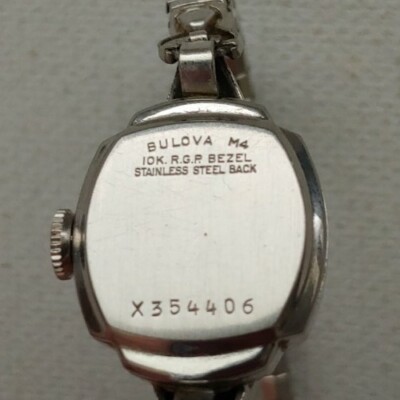 BULOVA M4
10K. R.G.P. BEZEL
STAINLESS STEEL BACK
X354406